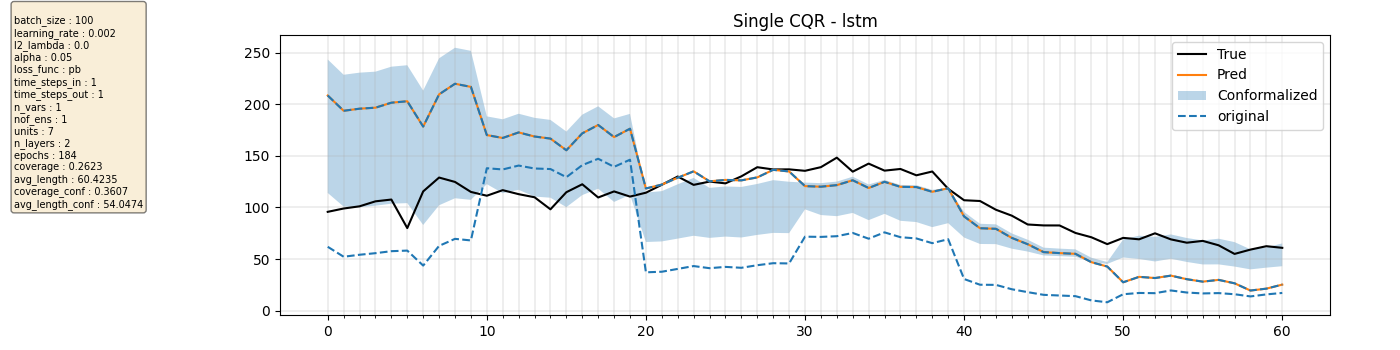 batch_size : 100
learning_rate : 0.002
l2_lambda : 0.0
alpha : 0.05
loss_func : pb
time_steps_in : 1
time_steps_out : 1
n_vars : 1
nof_ens : 1
units : 7
n_layers : 2
epochs : 184
coverage : 0.2623
avg_length : 60.4235
coverage_conf : 0.3607
avg_length_conf : 54.0474
Single CQR - lstm
250
200
150
100
50
0
True
Pred
Conformalized
original
0 10 20 30 40 50 60